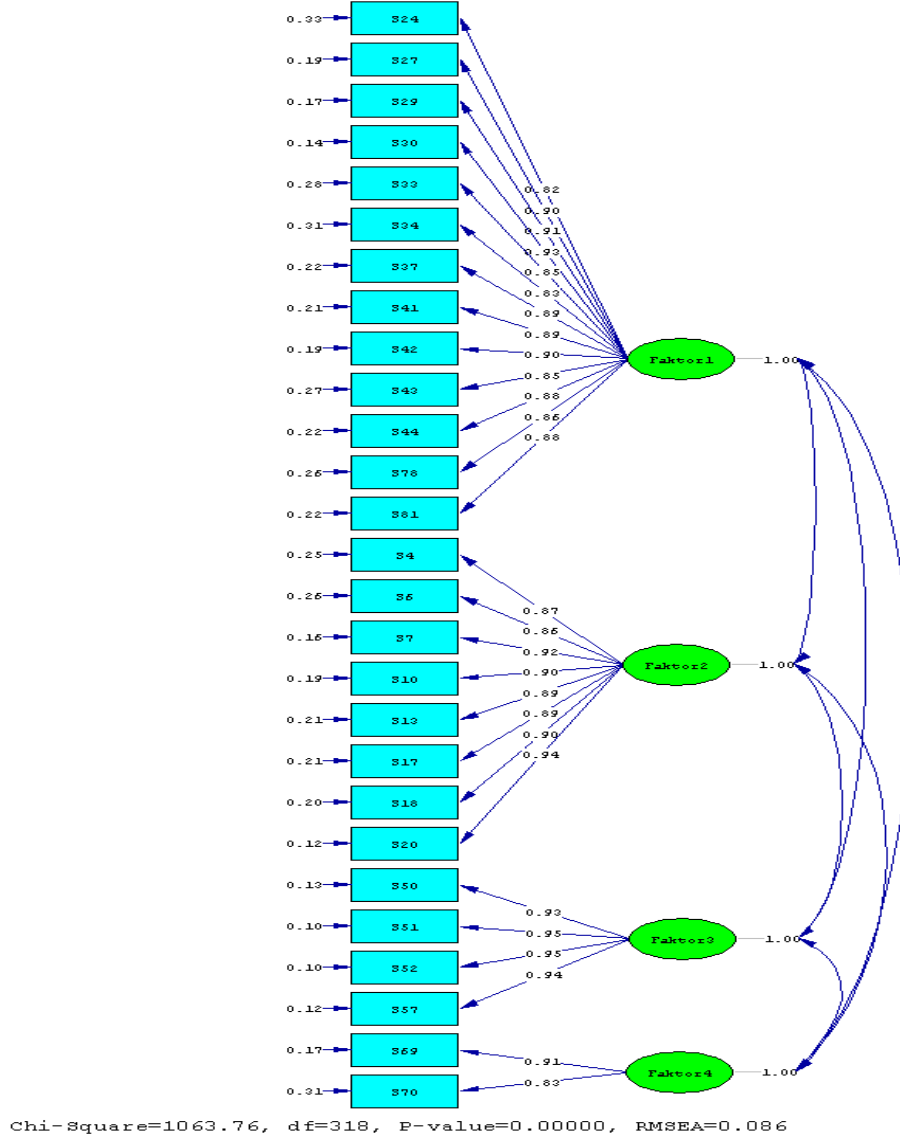 0.33 S24
0.19 S27
0.17 S29
0.14 S30
0.28 S33
0.82
0.90
0.31 S34
0.91
0.93
0.22 S37
0.85
0.83
0.21 S41
0.89
0.89
0.19 S42
0.90
Faktor1 1.00
0.85
0.27 S43
0.88
0.86
0.22 S44
0.88
0.26 S78
0.22 S81
0.25 S4
0.26 S6
0.87
0.86
0.16 S7
0.92
Faktor2 1.00
0.90
0.19 S10
0.89
0.21 S13
0.89
0.90
0.94
0.21 S17
0.20 S18
0.12 S20
0.13 S50
0.93
0.10 S51
0.95
Faktor3 1.00
0.95
0.10 S52
0.94
0.12 S57
0.17 S69
0.91
Faktor4 1.00
0.83
0.31 S70
Chi-Square=1063.76, df=318, P-value=0.00000, RMSEA=0.086